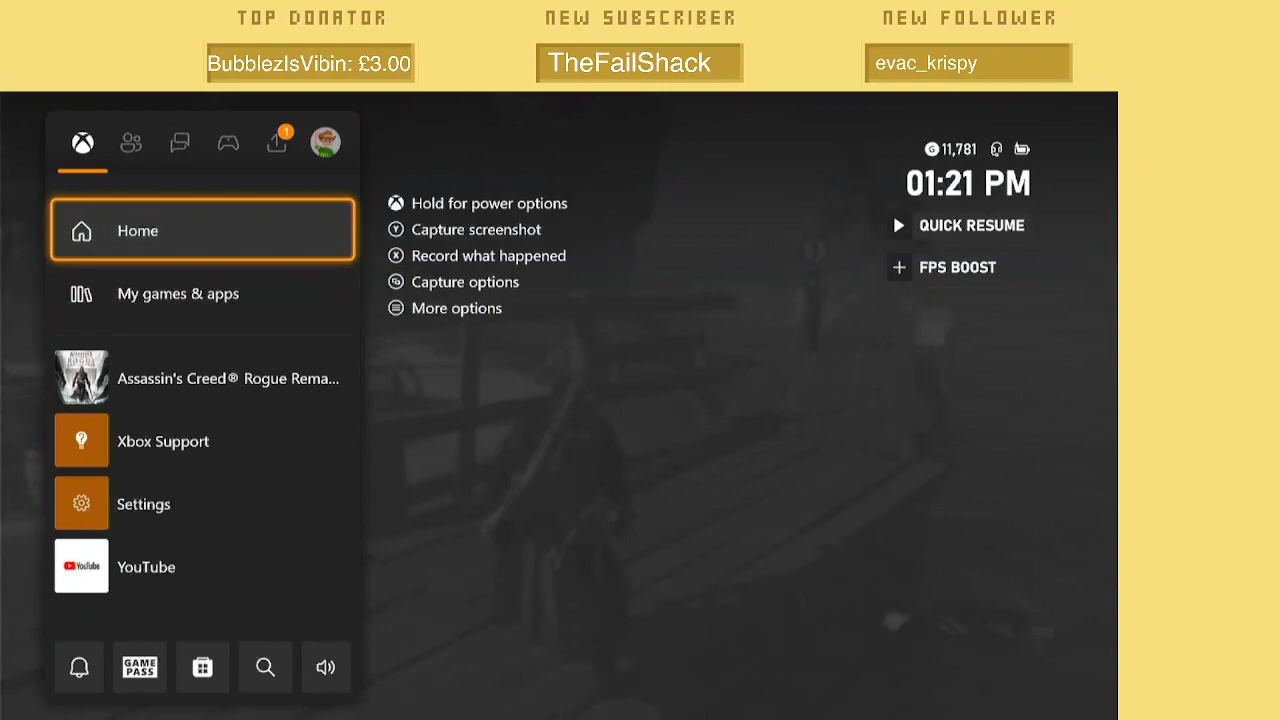 TOP DONATOR
NEW SUBSCRIBER
NEW FOLLOWER
BubblezIsVibin: £3.00
TheFailShack
evac_krispy
1
G 11,781
01:21 PM
QUICK RESUME
FPS BOOST
Home
My games & apps
Assassin's Creed® Rogue Rema...
Xbox Support
Settings
YouTube
YouTube
GAME
PASS
Hold for power options
Y Capture screenshot
X Record what happened
Capture options
More options